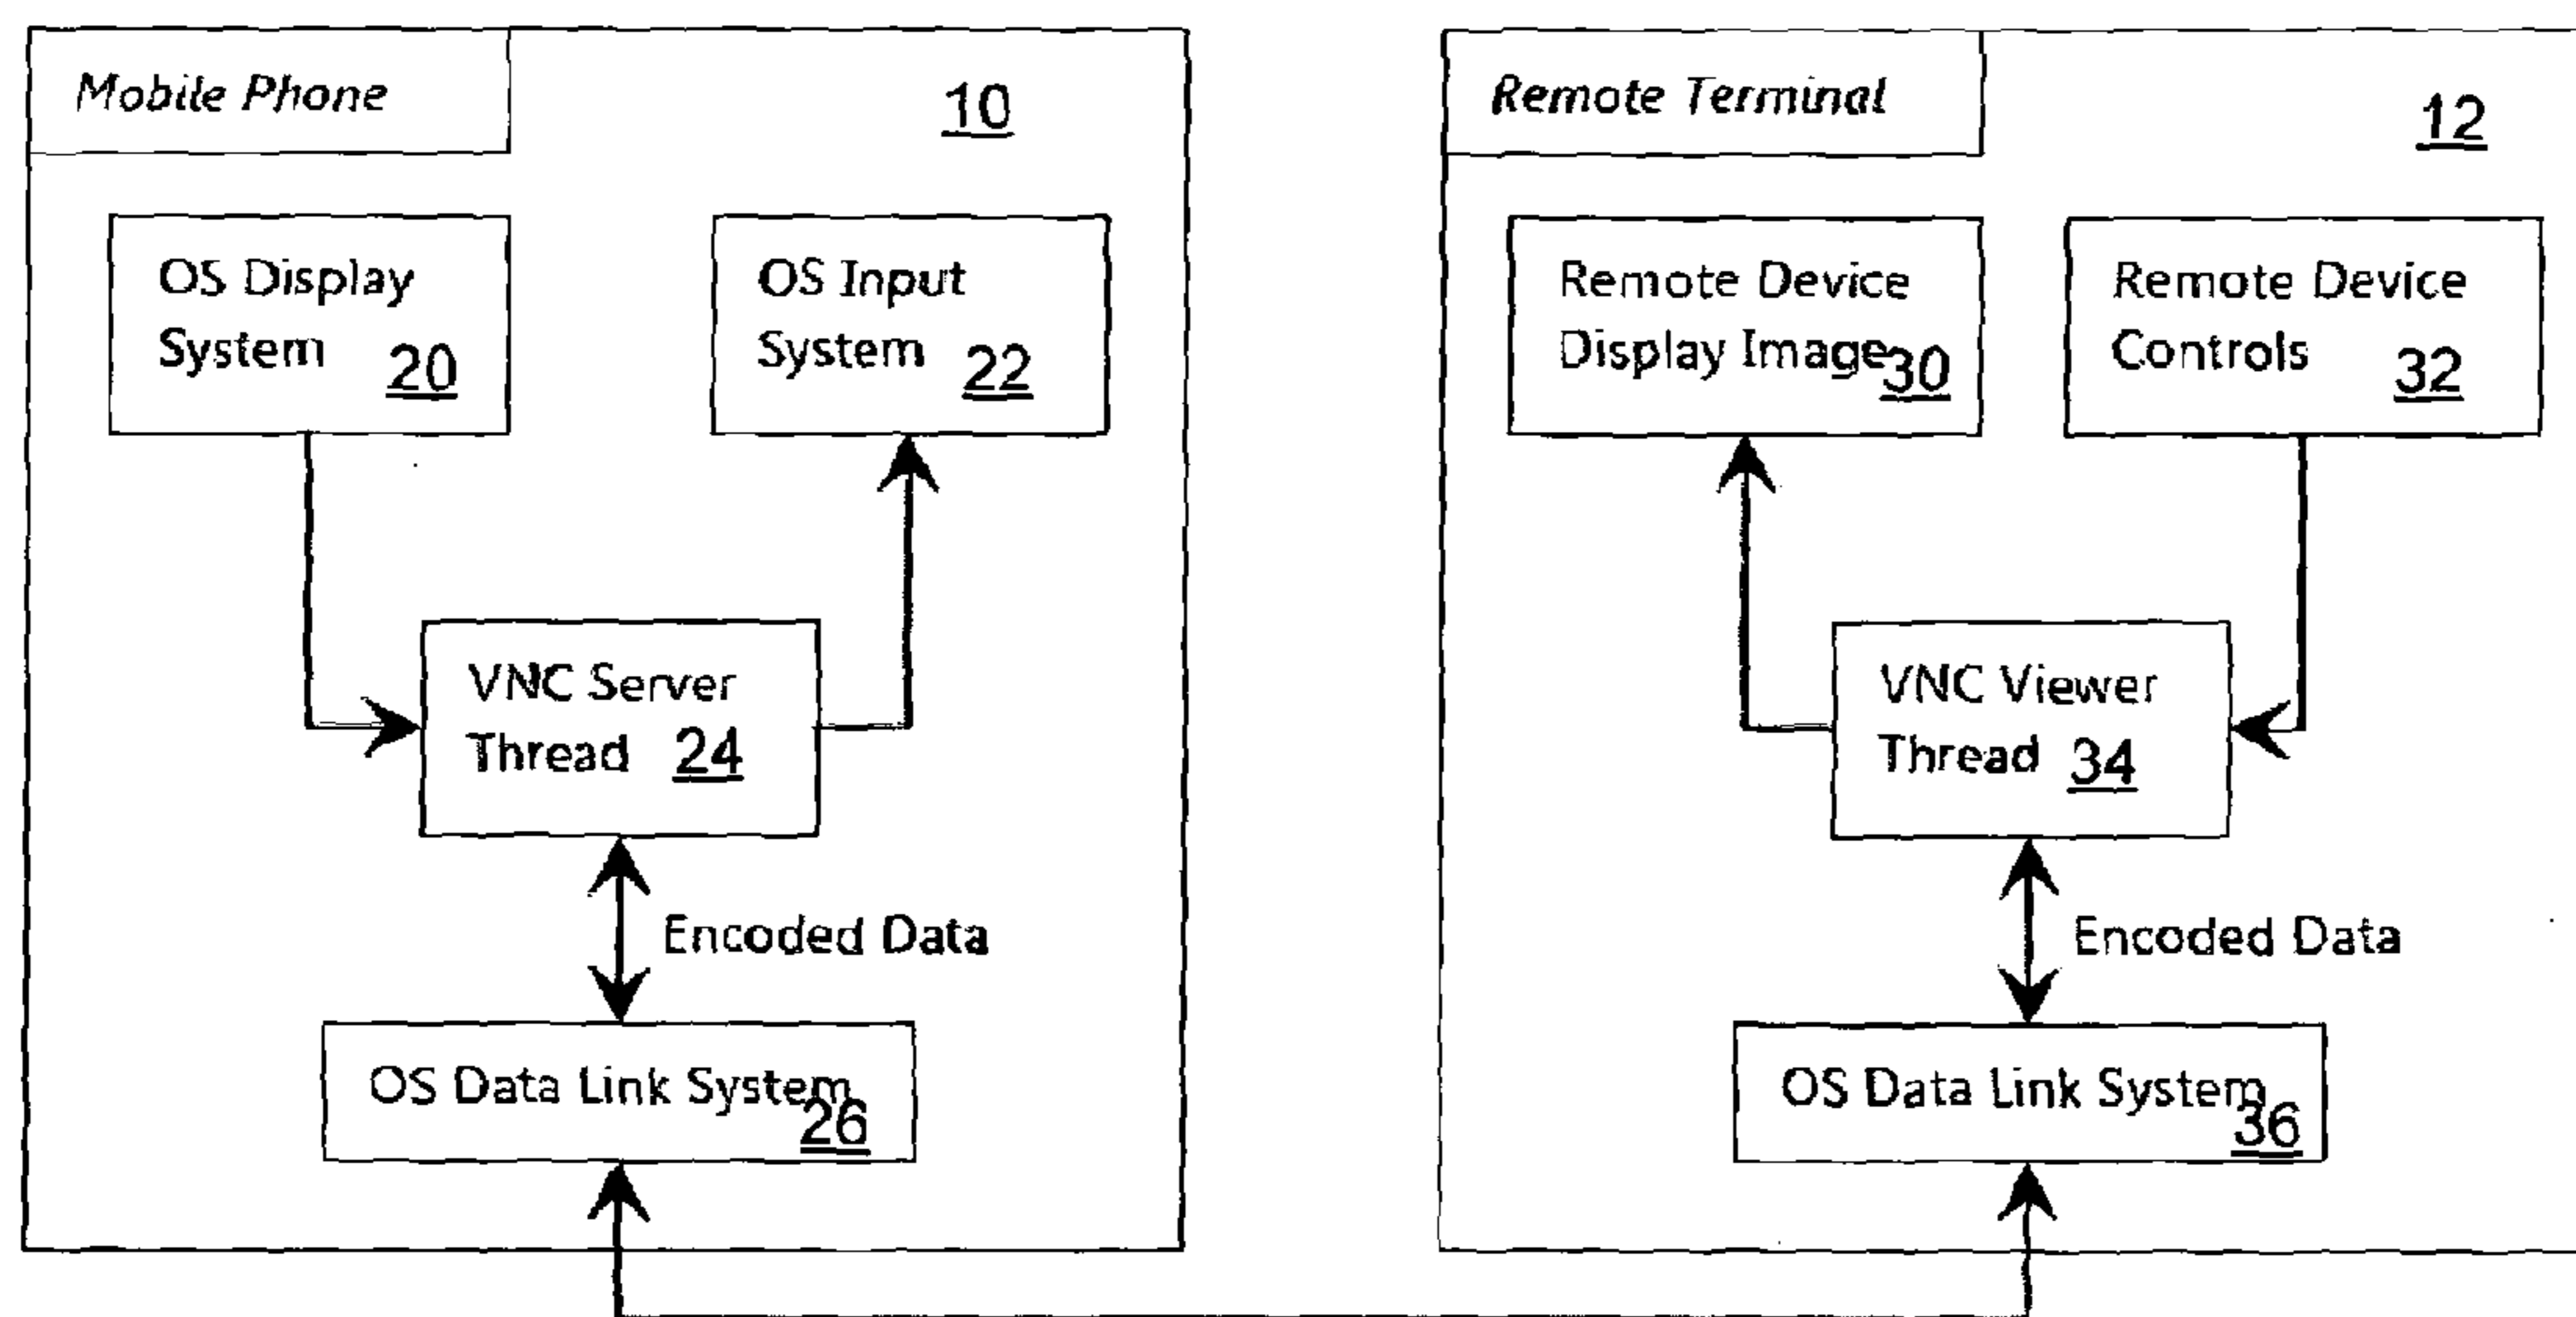 Mobile Phone
10
OS Display
System 20
OS Input
System 22
VNC Server
Thread 24
Encoded Data
OS Data Link System
26
Remote Terminal
12
Remote Device
Display Image 30
Remote Device
Controls 32
VNC Viewer
Thread 34
Encoded Data
OS Data Link System
36